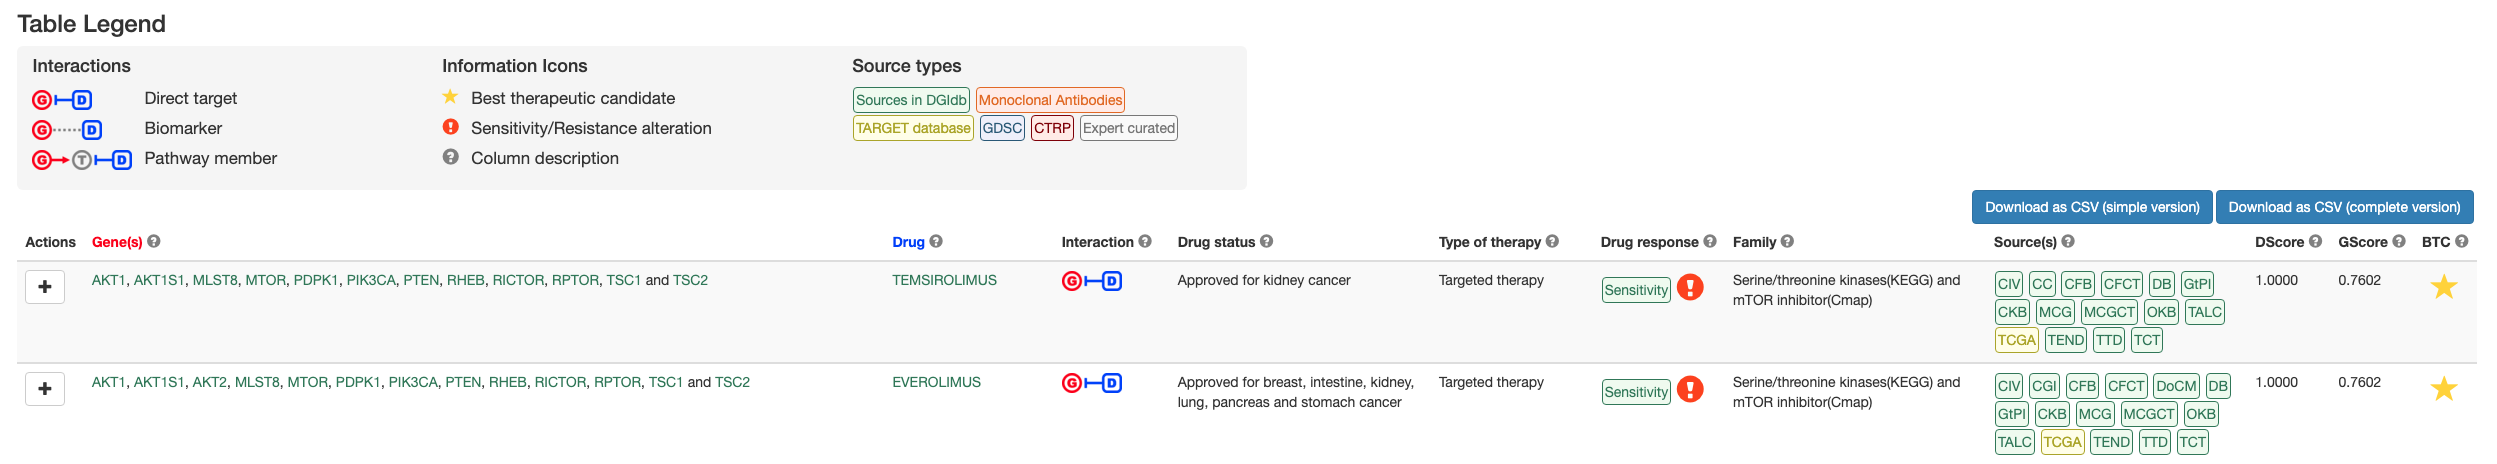 Table Legend
Interactions
Information Icons
Source types
G D Direct target
Best therapeutic candidate
Sources in DGIdb Monoclonal Antibodies
G D Biomarker
! Sensitivity/Resistance alteration
TARGET database GDSC CTRP Expert curated
G T D Pathway member
? Column description
Download as CSV (simple version) Download as CSV (complete version)
Actions Gene(s) ? Drug ? Interaction ? Drug status ? Type of therapy ? Drug response ? Family ? Source(s) ? DScore ? GScore ? BTC ?
+ AKT1, AKT1S1, MLST8, MTOR, PDPK1, PIK3CA, PTEN, RHEB, RICTOR, RPTOR, TSC1 and TSC2 TEMSIROLIMUS G D Approved for kidney cancer Targeted therapy Sensitivity ! Serine/threonine kinases(KEGG) and CIV CC CFB CFCT DB GtPI 1.0000 0.7602
mTOR inhibitor(Cmap) CKB MCG MCGCT OKB TALC
TCGA TEND TTD TCT
+ AKT1, AKT1S1, AKT2, MLST8, MTOR, PDPK1, PIK3CA, PTEN, RHEB, RICTOR, RPTOR, TSC1 and TSC2 EVEROLIMUS G D Approved for breast, intestine, kidney, Targeted therapy Sensitivity ! Serine/threonine kinases(KEGG) and CIV CGI CFB CFCT DoCM DB 1.0000 0.7602
lung, pancreas and stomach cancer mTOR inhibitor(Cmap) GtPI CKB MCG MCGCT OKB
TALC TCGA TEND TTD TCT